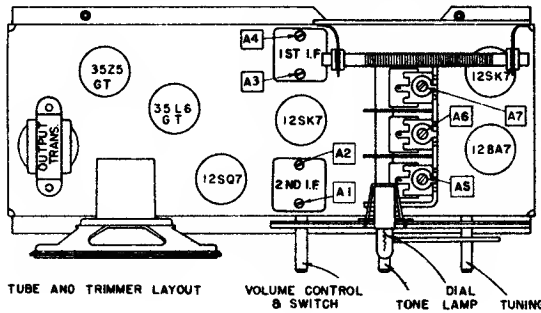 A4
1ST I.F
A3
35Z5
GT
35L6
GT
12SK7
12SK7
A7
A6
OUTPUT
TRANS.
12SQ7
A2
2ND I.F
A1
12BA7
A5
TUBE AND TRIMMER LAYOUT
VOLUME CONTROL
& SWITCH
TONE
DIAL
LAMP
TUNING